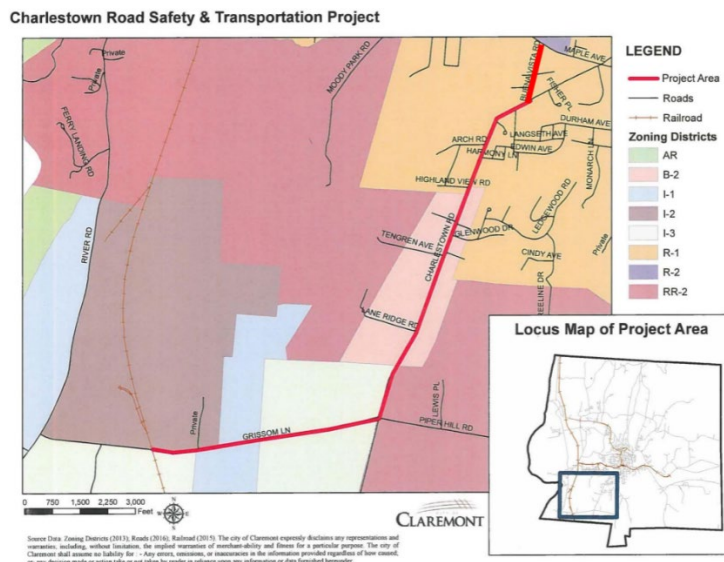 Charlestown Road Safety & Transportation Project
Private
Private
FERRY LANDING RD
MOODY PARK RD
BUENA VISTA RD
MAPLE AVE
FISHER PL
DURHAM AVE
LANGSETH AVE
ARCH RD
EDWIN AVE
HARMONY LN
MONARCH LN
HIGHLAND VIEW RD
LEDGEWOOD RD
CHARLESTOWN RD
GLENWOOD DR
TENGREN AVE
CINDY AVE
Private
RIVER RD
LANE RIDGE RD
LEWIS PL
PIPER HILL RD
Private
GRISSOM LN
LEGEND
Project Area
Roads
Railroad
Zoning Districts
AR
B-2
I-1
I-2
I-3
R-1
R-2
RR-2
Locus Map of Project Area
0 750 1,500 2,250 3,000
Feet
N
CLAREMONT
Source Data: Zoning Districts (2013); Roads (2016); Railroad (2015). The city of Claremont expressly disclaims any representations and
warranties, including, without limitation, the implied warranties of merchant-ability and fitness for a particular purpose. The city of
Claremont shall assume no liability for : - Any errors, omissions, or inaccuracies in the information provided regardless of how caused;